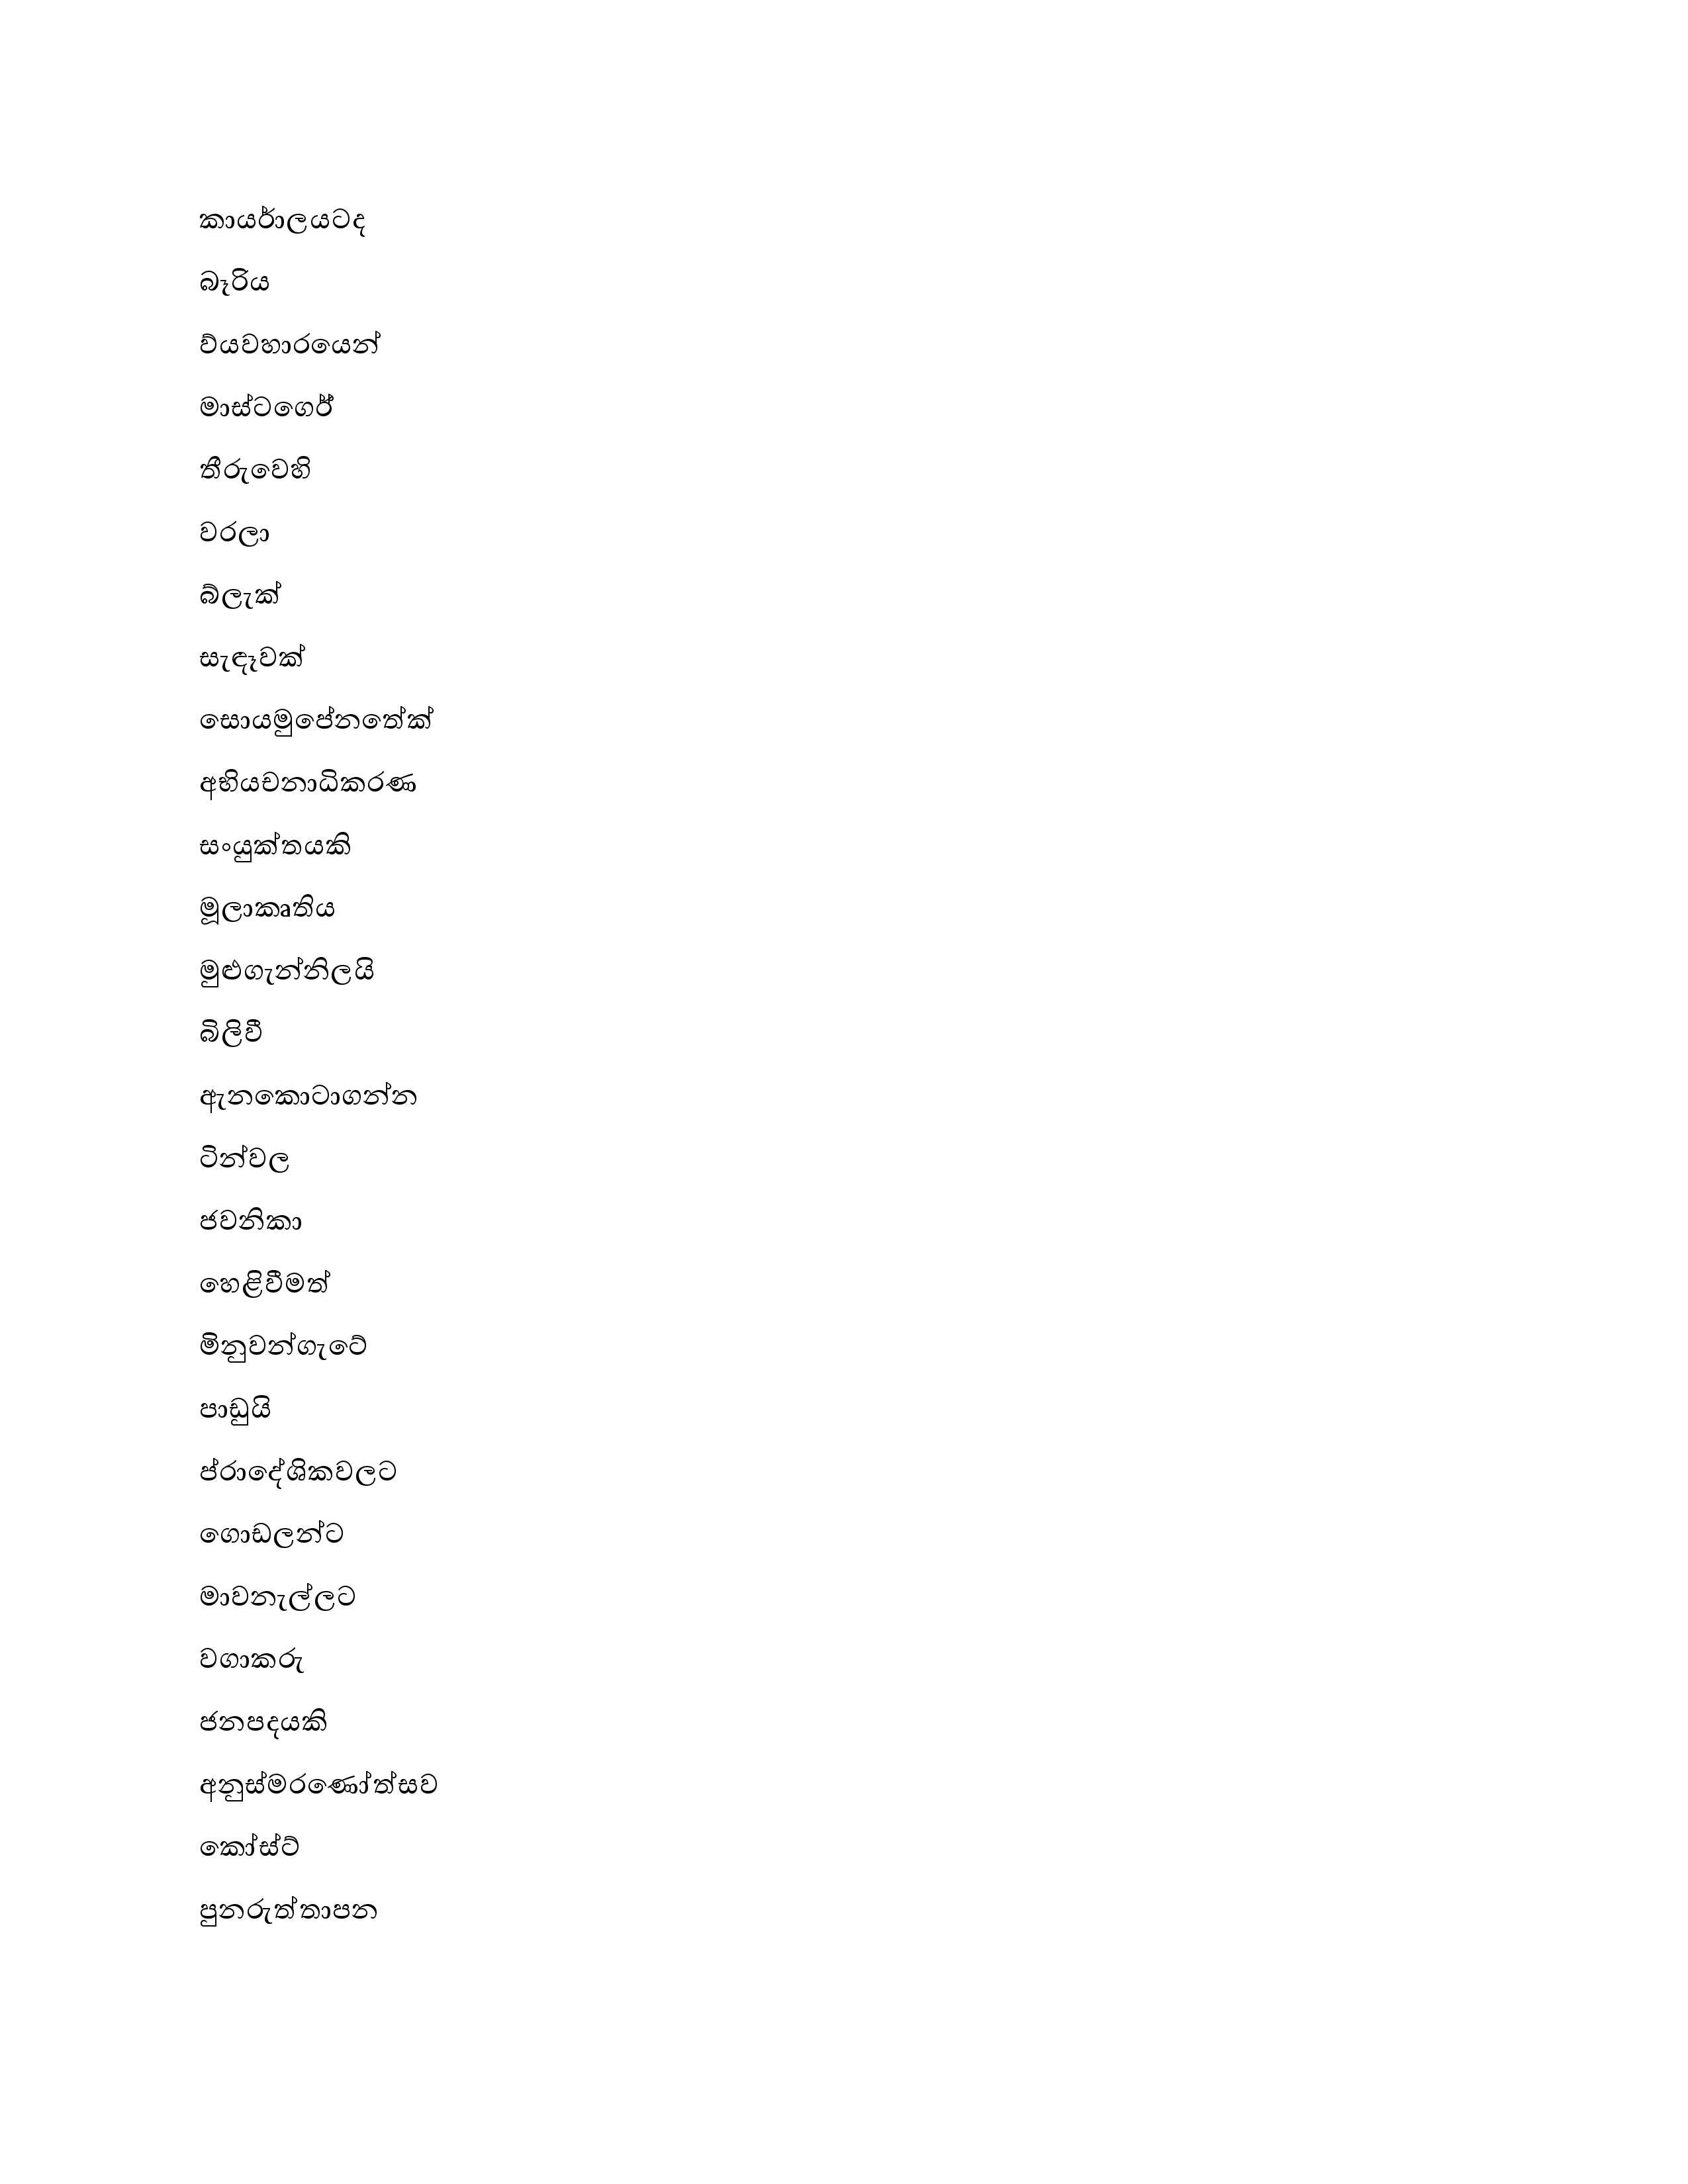 කාර්‍යාලයටද
බෑරිය
ව්යවහාරයෙන්
මාස්ටගෙර්
තීරුවෙහි
වරලා
බ්ලැක්
සැඳෑවක්
සොයමුපේනතේක්
අභියචනාධිකරණ
සංයුක්තයකි
මූලාකෘතිය
මුළුගැන්නිලයි
බිලිවී
ඇනකොටාගන්න
ටින්වල
ජවනිකා
හෙළිවීමත්
මිනුවන්ගැටේ
පාඩුයි
ප්රාදේශිකවලට
ගොඩලන්ට
මාවනැල්ලට
වගාකරු
ජනපදයකි
අනුස්මරණෝත්සව
කෝස්ට්
පුනරුත්තාපන